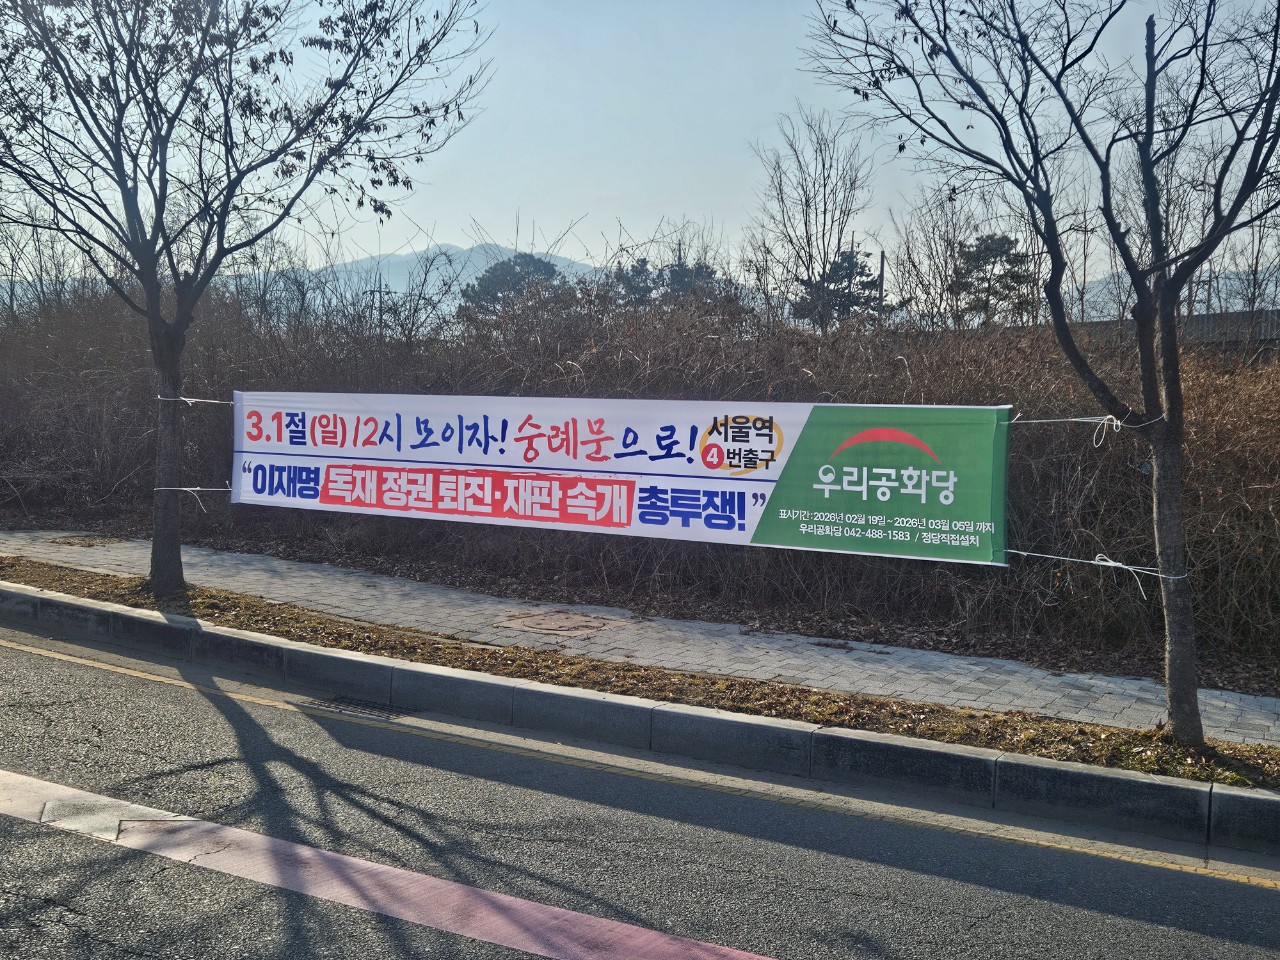 3.1절(일) 12시 모이자! 숭례문으로! 서울역 4번출구
"이재명 독재 정권 퇴진·재판 속개 총투쟁!"
우리공화당
표시기간 : 2026년 02월 19일 ~ 2026년 03월 05일 까지
우리공화당 042-488-1583 / 정당직접설치